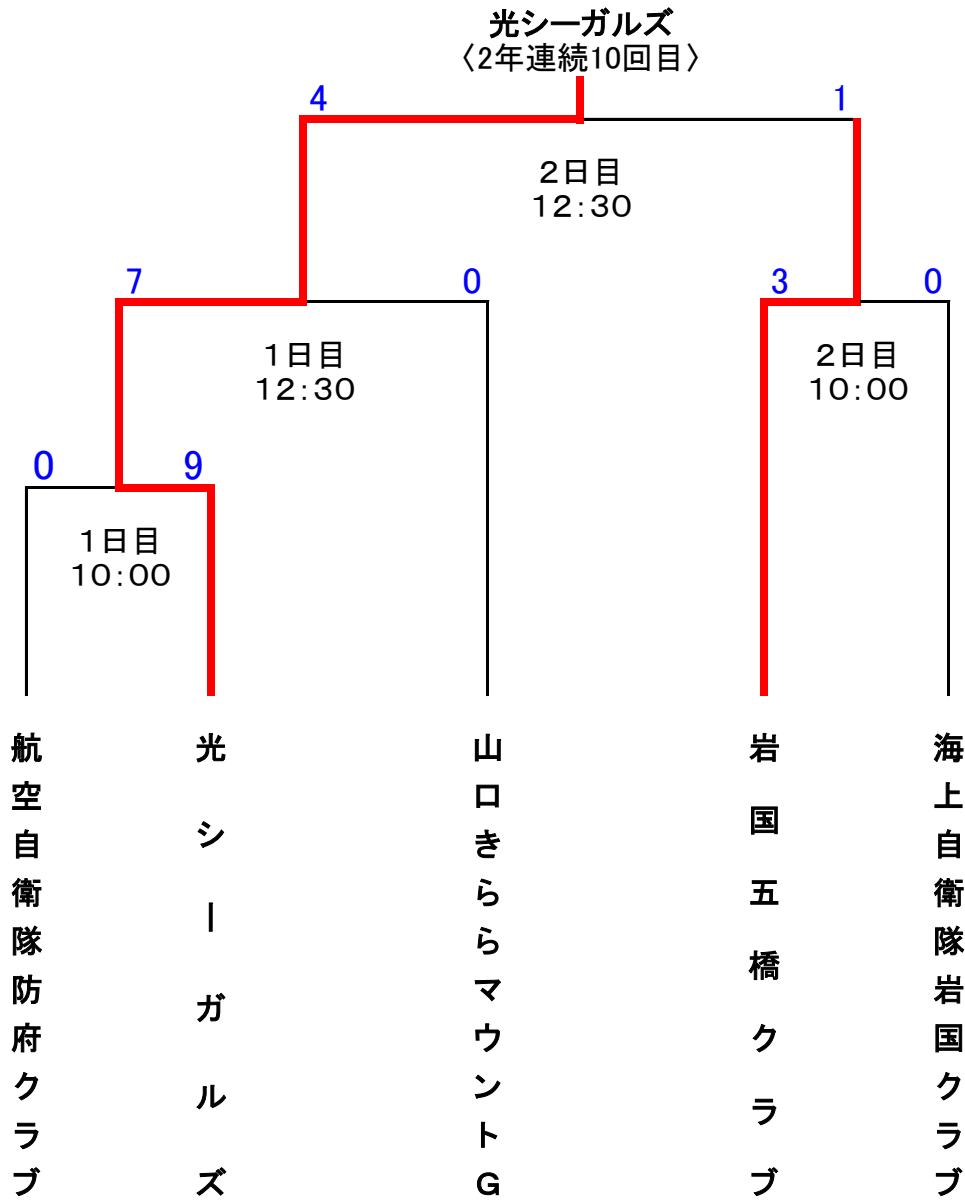 光シーガルズ
〈2年連続10回目〉
4
1
2日目
12:30
7
0
3
0
1日目
12:30
2日目
10:00
0
9
1日目
10:00
航空自衛隊防府クラブ
光シーガルズ
山口きららマウントG
岩国五橋クラブ
海上自衛隊岩国クラブ